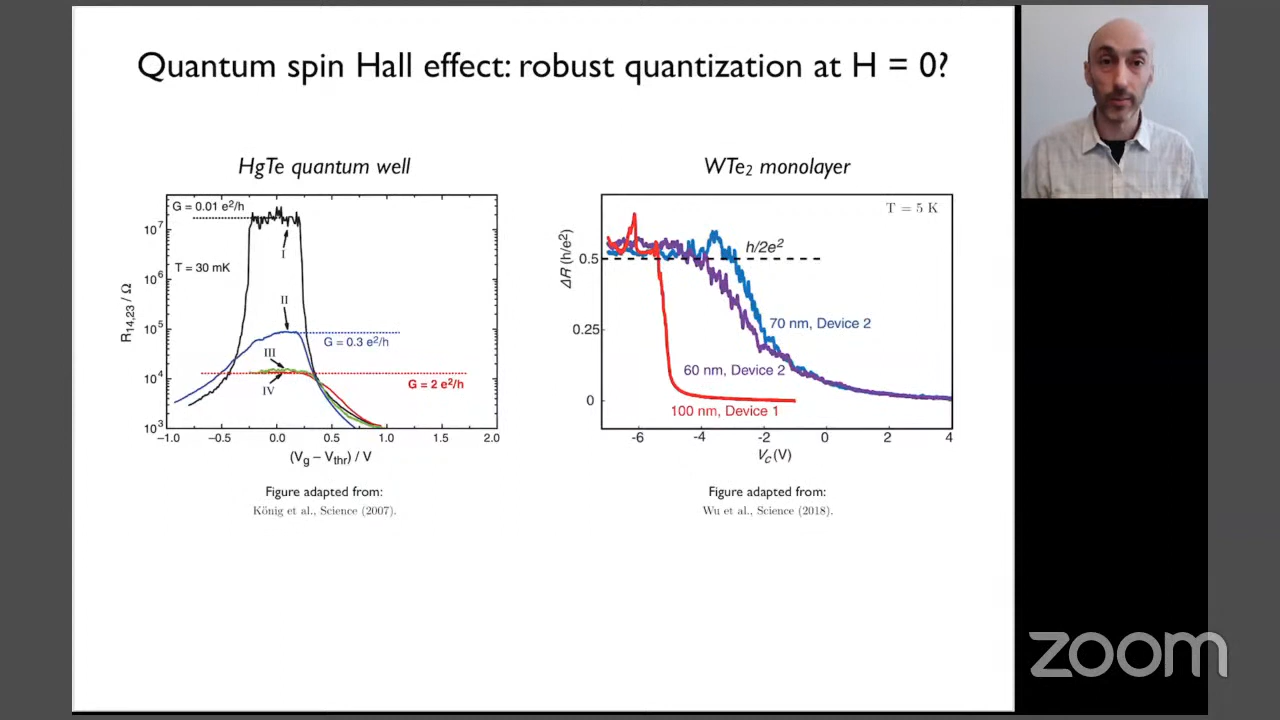 Quantum spin Hall effect: robust quantization at H = 0?
HgTe quantum well
G = 0.01 e²/h
T = 30 mK
I
II
G = 0.3 e²/h
III
IV
G = 2 e²/h
10⁷
10⁶
10⁵
10⁴
10³
R14,23 / Ω
−1.0 −0.5 0.0 0.5 1.0 1.5 2.0
(Vg − Vthr) / V
Figure adapted from:
König et al., Science (2007).
WTe₂ monolayer
T = 5 K
h/2e²
70 nm, Device 2
60 nm, Device 2
100 nm, Device 1
0.5
0.25
0
ΔR (h/e²)
-6 -4 -2 0 2 4
Vc (V)
Figure adapted from:
Wu et al., Science (2018).
zoom